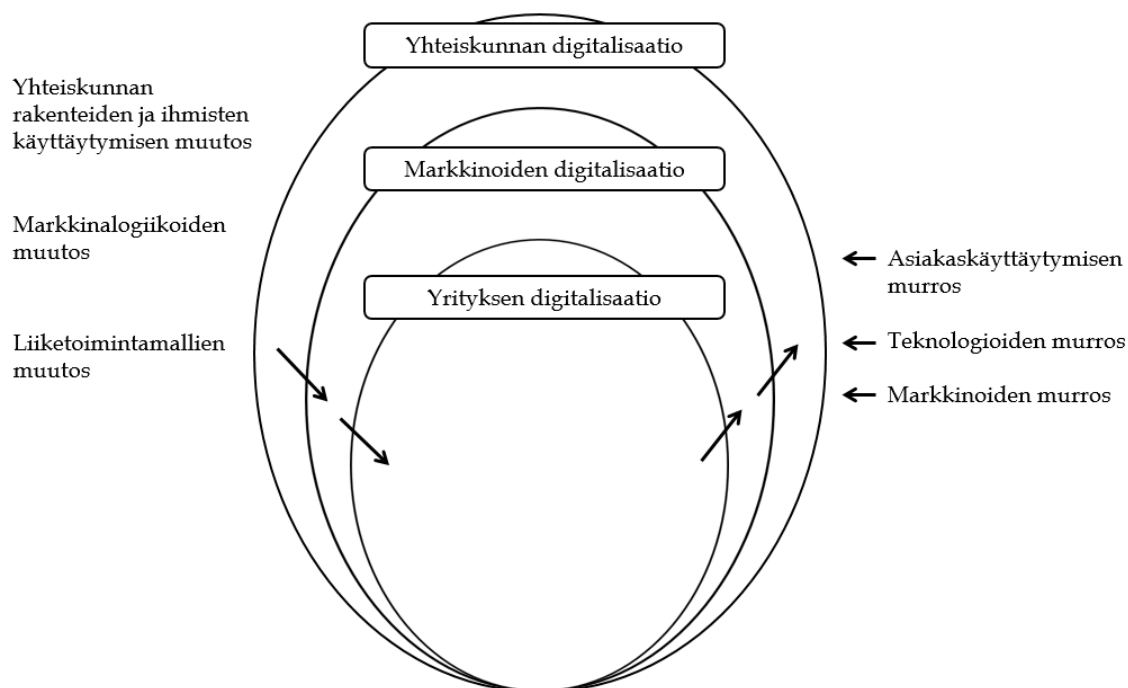 Yhteiskunnan digitalisaatio
Yhteiskunnan
rakenteiden ja ihmisten
käyttäytymisen muutos
Markkinoiden digitalisaatio
Markkinalogiikoiden
muutos
Asiakaskäyttäytymisen
murros
Yrityksen digitalisaatio
Liiketoimintamallien
muutos
Teknologioiden murros
Markkinoiden murros